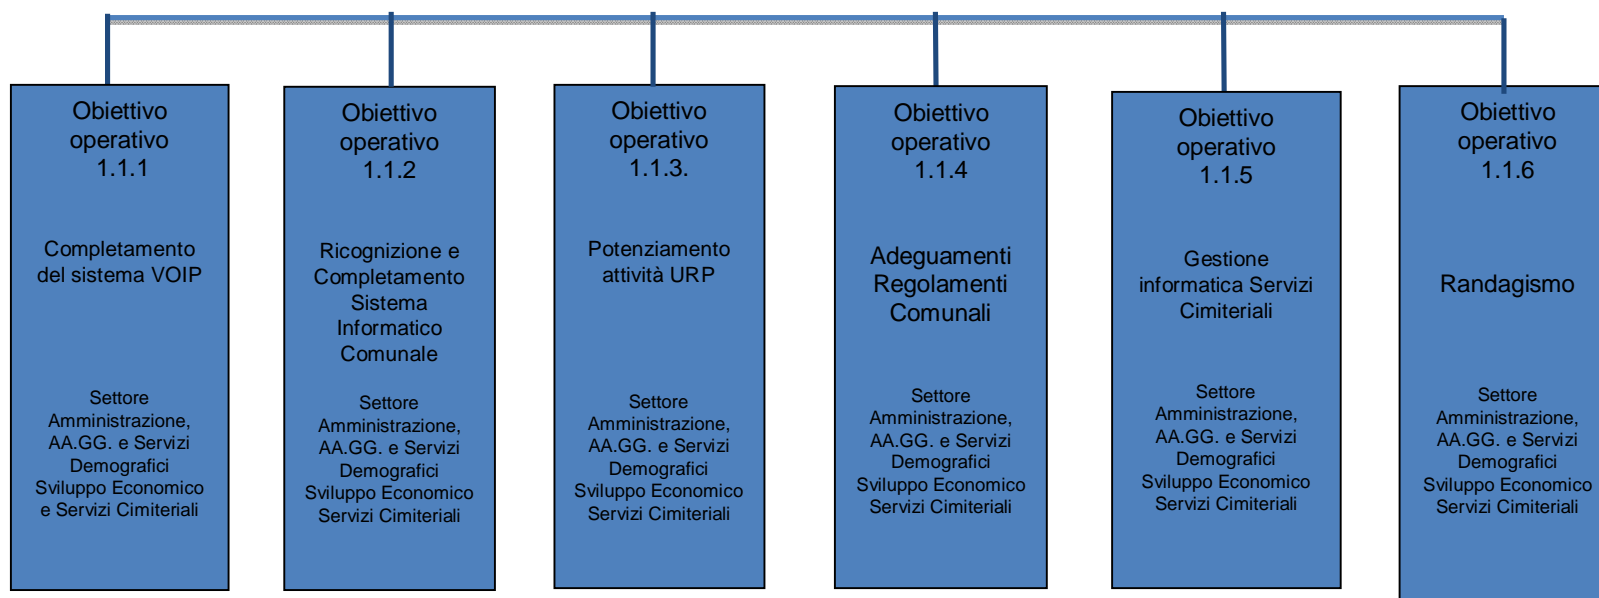 Obiettivo
operativo
1.1.1
Completamento
del sistema VOIP
Settore
Amministrazione,
AA.GG. e Servizi
Demografici
Sviluppo Economico
e Servizi Cimiteriali
Obiettivo
operativo
1.1.2
Ricognizione e
Completamento
Sistema
Informatico
Comunale
Settore
Amministrazione,
AA.GG. e Servizi
Demografici
Sviluppo Economico
Servizi Cimiteriali
Obiettivo
operativo
1.1.3.
Potenziamento
attività URP
Settore
Amministrazione,
AA.GG. e Servizi
Demografici
Sviluppo Economico
Servizi Cimiteriali
Obiettivo
operativo
1.1.4
Adeguamenti
Regolamenti
Comunali
Settore
Amministrazione,
AA.GG. e Servizi
Demografici
Sviluppo Economico
Servizi Cimiteriali
Obiettivo
operativo
1.1.5
Gestione
informatica Servizi
Cimiteriali
Settore
Amministrazione,
AA.GG. e Servizi
Demografici
Sviluppo Economico
Servizi Cimiteriali
Obiettivo
operativo
1.1.6
Randagismo
Settore
Amministrazione,
AA.GG. e Servizi
Demografici
Sviluppo Economico
Servizi Cimiteriali